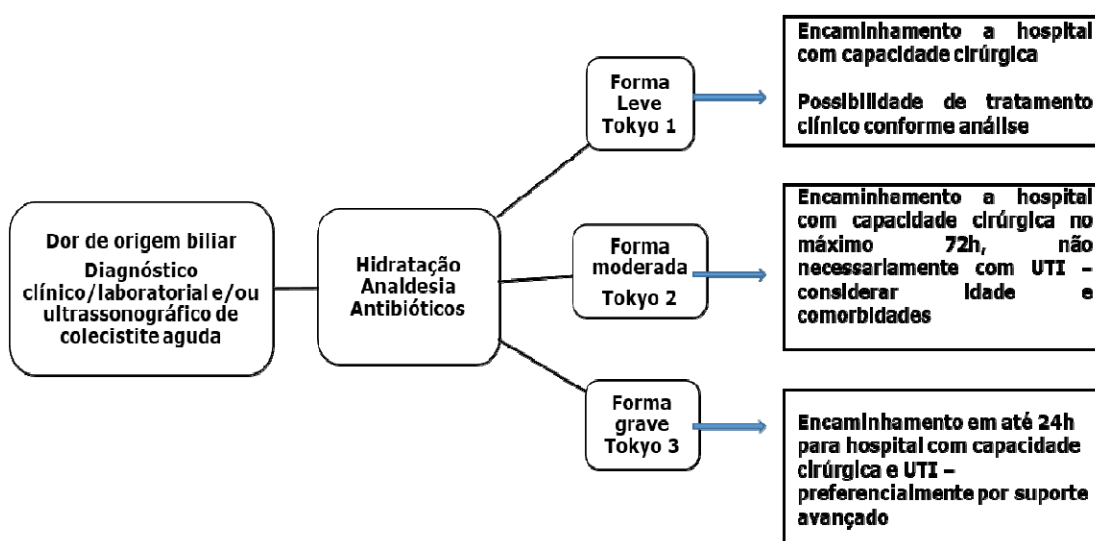 Dor de origem biliar
Diagnóstico
clínico/laboratorial e/ou
ultrassonográfico de
colecistite aguda
Hidratação
Analdesia
Antibióticos
Forma
Leve
Tokyo 1
Encaminhamento a hospital
com capacidade cirúrgica
Possibilidade de tratamento
clínico conforme análise
Forma
moderada
Tokyo 2
Encaminhamento a hospital
com capacidade cirúrgica no
máximo 72h, não
necessariamente com UTI –
considerar idade e
comorbidades
Forma
grave
Tokyo 3
Encaminhamento em até 24h
para hospital com capacidade
cirúrgica e UTI –
preferencialmente por suporte
avançado